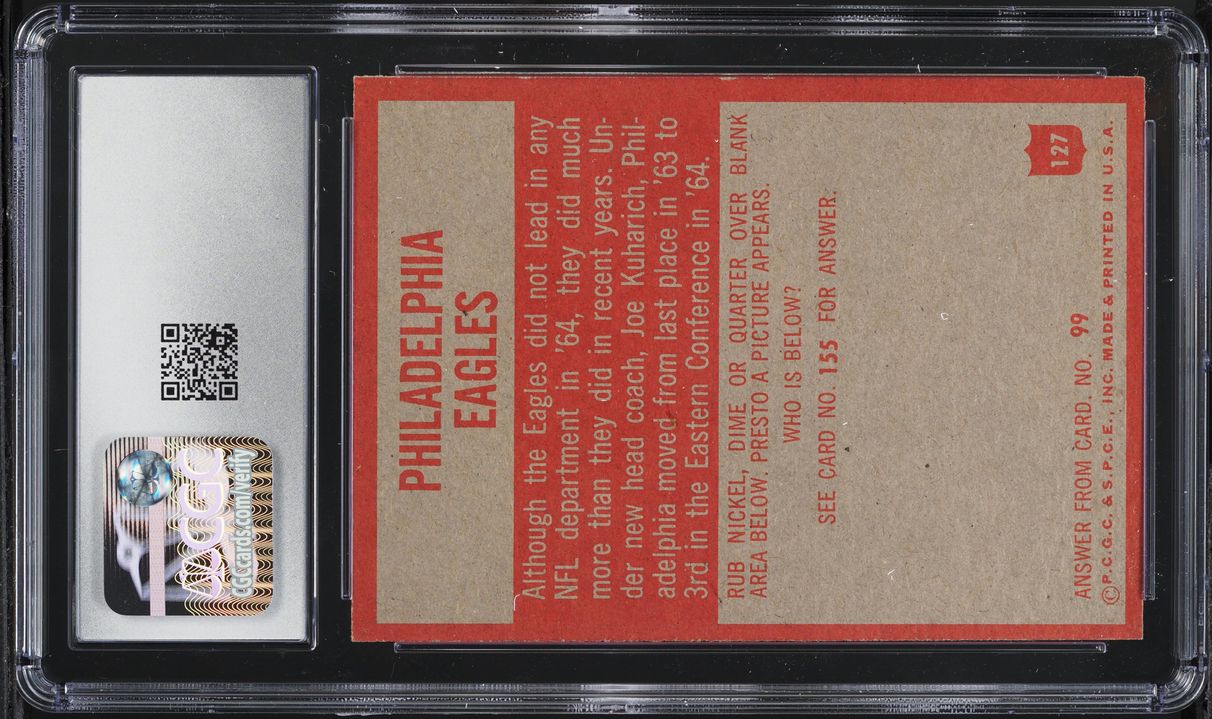 CGC
CGCcards.com/verify
PHILADELPHIA
EAGLES
Although the Eagles did not lead in any
NFL department in '64, they did much
more than they did in recent years. Un-
der new head coach, Joe Kuharich, Phil-
adelphia moved from last place in '63 to
3rd in the Eastern Conference in '64.
RUB NICKEL, DIME OR QUARTER OVER BLANK
AREA BELOW. PRESTO A PICTURE APPEARS.
WHO IS BELOW?
SEE CARD NO. 155 FOR ANSWER.
127
ANSWER FROM CARD. NO. 99
©P.C.G.C. & S.P.C.E., INC. MADE & PRINTED IN U.S.A.